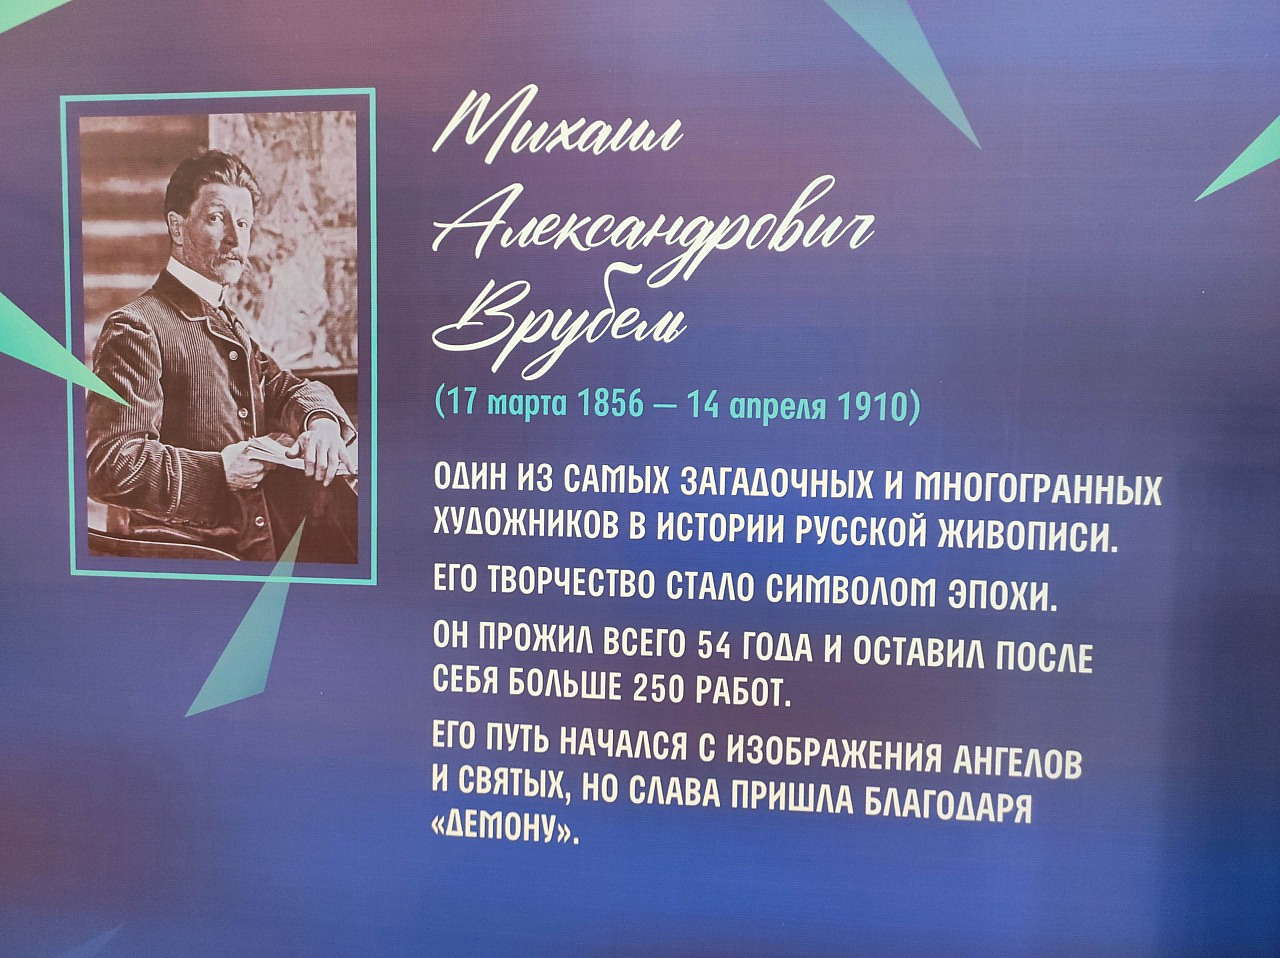 Михаил
Александрович
Врубель
(17 марта 1856 – 14 апреля 1910)
ОДИН ИЗ САМЫХ ЗАГАДОЧНЫХ И МНОГОГРАННЫХ
ХУДОЖНИКОВ В ИСТОРИИ РУССКОЙ ЖИВОПИСИ.
ЕГО ТВОРЧЕСТВО СТАЛО СИМВОЛОМ ЭПОХИ.
ОН ПРОЖИЛ ВСЕГО 54 ГОДА И ОСТАВИЛ ПОСЛЕ
СЕБЯ БОЛЬШЕ 250 РАБОТ.
ЕГО ПУТЬ НАЧАЛСЯ С ИЗОБРАЖЕНИЯ АНГЕЛОВ
И СВЯТЫХ, НО СЛАВА ПРИШЛА БЛАГОДАРЯ
«ДЕМОНУ».